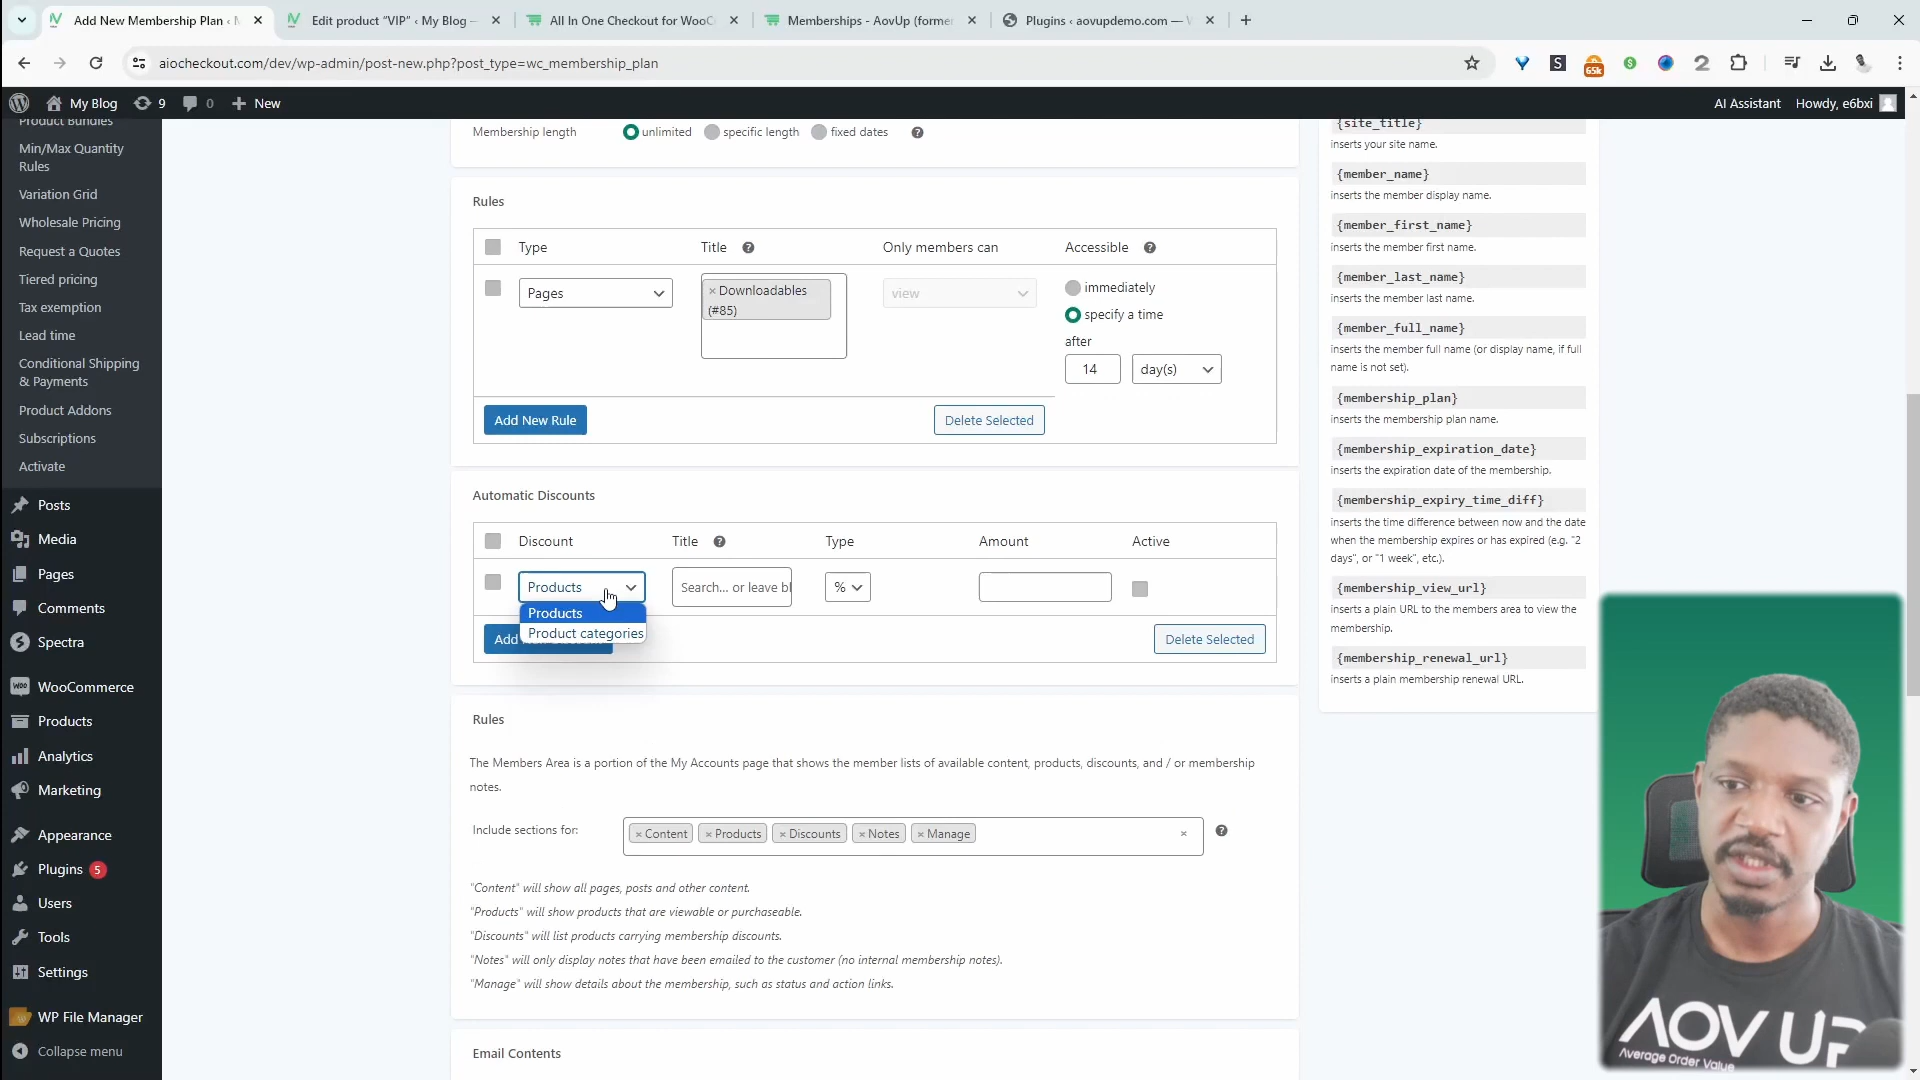 Add New Membership Plan ‹ M
Edit product “VIP” ‹ My Blog —
All In One Checkout for WooC
Memberships - AovUp (former
Plugins ‹ aovupdemo.com — W
aiocheckout.com/dev/wp-admin/post-new.php?post_type=wc_membership_plan
65k
My Blog
9
0
New
AI Assistant
Howdy, e6bxi
Product Bundles
Min/Max Quantity
Rules
Variation Grid
Wholesale Pricing
Request a Quotes
Tiered pricing
Tax exemption
Lead time
Conditional Shipping
& Payments
Product Addons
Subscriptions
Activate
Posts
Media
Pages
Comments
Spectra
WooCommerce
Products
Analytics
Marketing
Appearance
Plugins 5
Users
Tools
Settings
WP File Manager
Collapse menu
Membership length
unlimited
specific length
fixed dates
Rules
Type
Title
Only members can
Accessible
Pages
× Downloadables
(#85)
view
immediately
specify a time
after
14
day(s)
Add New Rule
Delete Selected
Automatic Discounts
Discount
Title
Type
Amount
Active
Products
Search... or leave bl
%
Products
Product categories
Add
Delete Selected
Rules
The Members Area is a portion of the My Accounts page that shows the member lists of available content, products, discounts, and / or membership
notes.
Include sections for:
× Content
× Products
× Discounts
× Notes
× Manage
×
"Content" will show all pages, posts and other content.
"Products" will show products that are viewable or purchaseable.
"Discounts" will list products carrying membership discounts.
"Notes" will only display notes that have been emailed to the customer (no internal membership notes).
"Manage" will show details about the membership, such as status and action links.
Email Contents
{site_title}
inserts your site name.
{member_name}
inserts the member display name.
{member_first_name}
inserts the member first name.
{member_last_name}
inserts the member last name.
{member_full_name}
inserts the member full name (or display name, if full
name is not set).
{membership_plan}
inserts the membership plan name.
{membership_expiration_date}
inserts the expiration date of the membership.
{membership_expiry_time_diff}
inserts the time difference between now and the date
when the membership expires or has expired (e.g. "2
days", or "1 week", etc.).
{membership_view_url}
inserts a plain URL to the members area to view the
membership.
{membership_renewal_url}
inserts a plain membership renewal URL.
AOV UP
Average Order Value